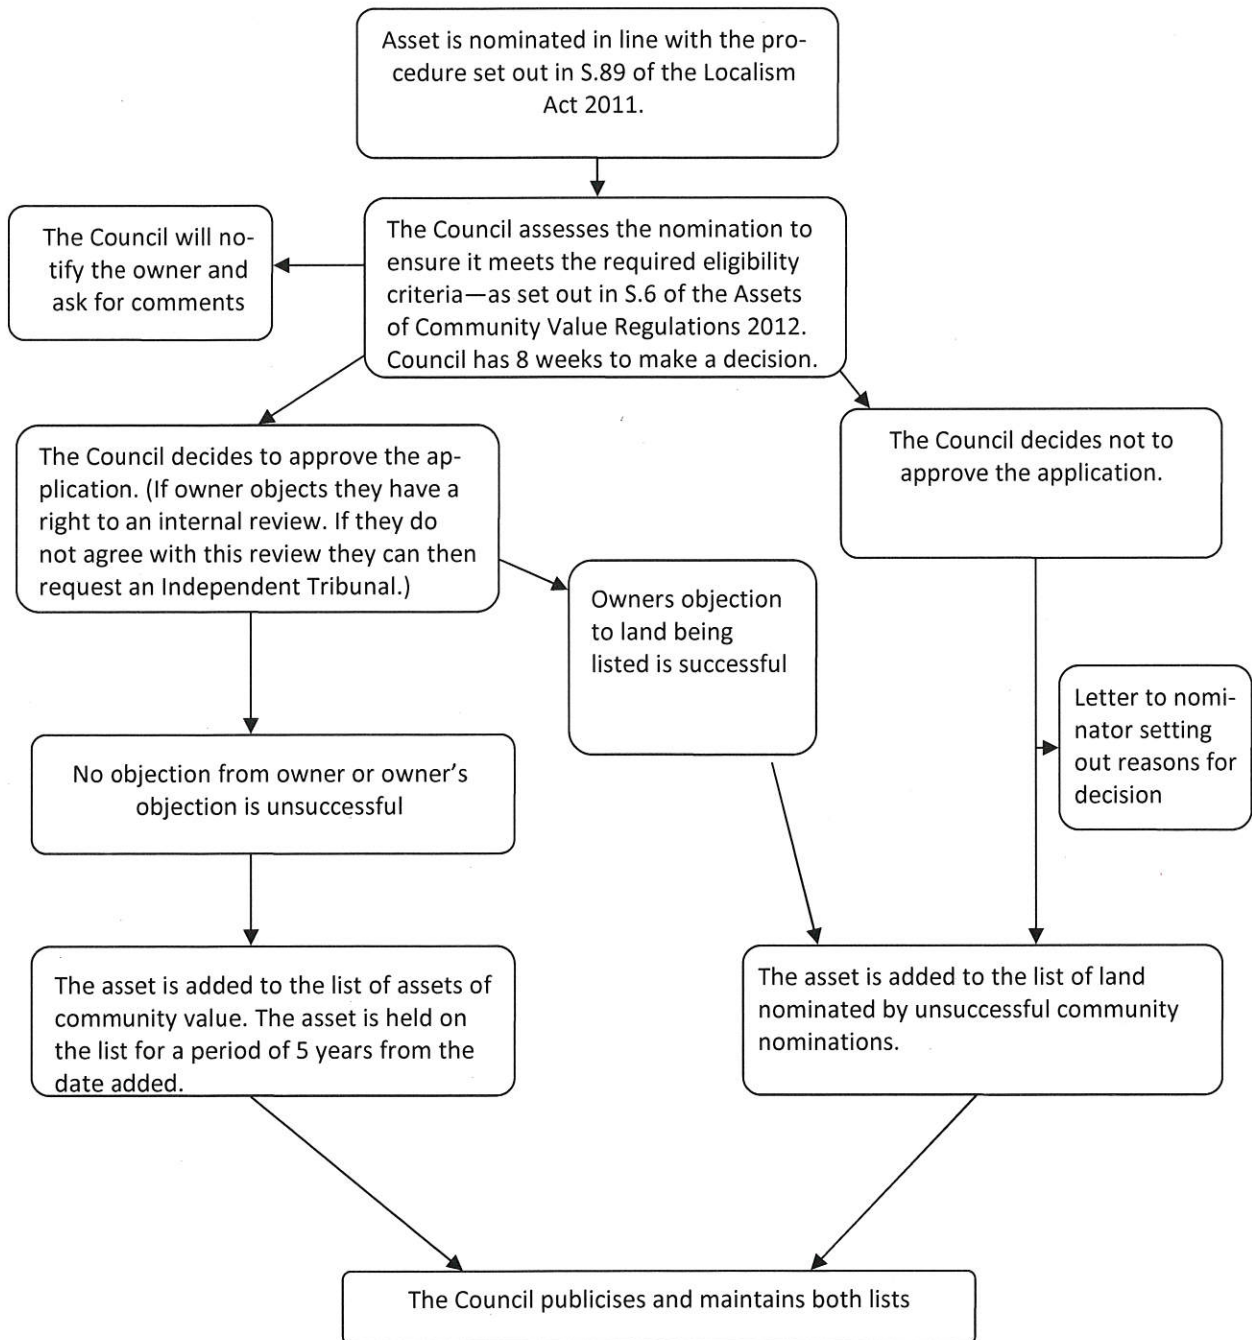 Asset is nominated in line with the pro-
cedure set out in S.89 of the Localism
Act 2011.
The Council will no-
tify the owner and
ask for comments
The Council assesses the nomination to
ensure it meets the required eligibility
criteria—as set out in S.6 of the Assets
of Community Value Regulations 2012.
Council has 8 weeks to make a decision.
The Council decides to approve the ap-
plication. (If owner objects they have a
right to an internal review. If they do
not agree with this review they can then
request an Independent Tribunal.)
The Council decides not to
approve the application.
Owners objection
to land being
listed is successful
Letter to nomi-
nator setting
out reasons for
decision
No objection from owner or owner's
objection is unsuccessful
The asset is added to the list of assets of
community value. The asset is held on
the list for a period of 5 years from the
date added.
The asset is added to the list of land
nominated by unsuccessful community
nominations.
The Council publicises and maintains both lists